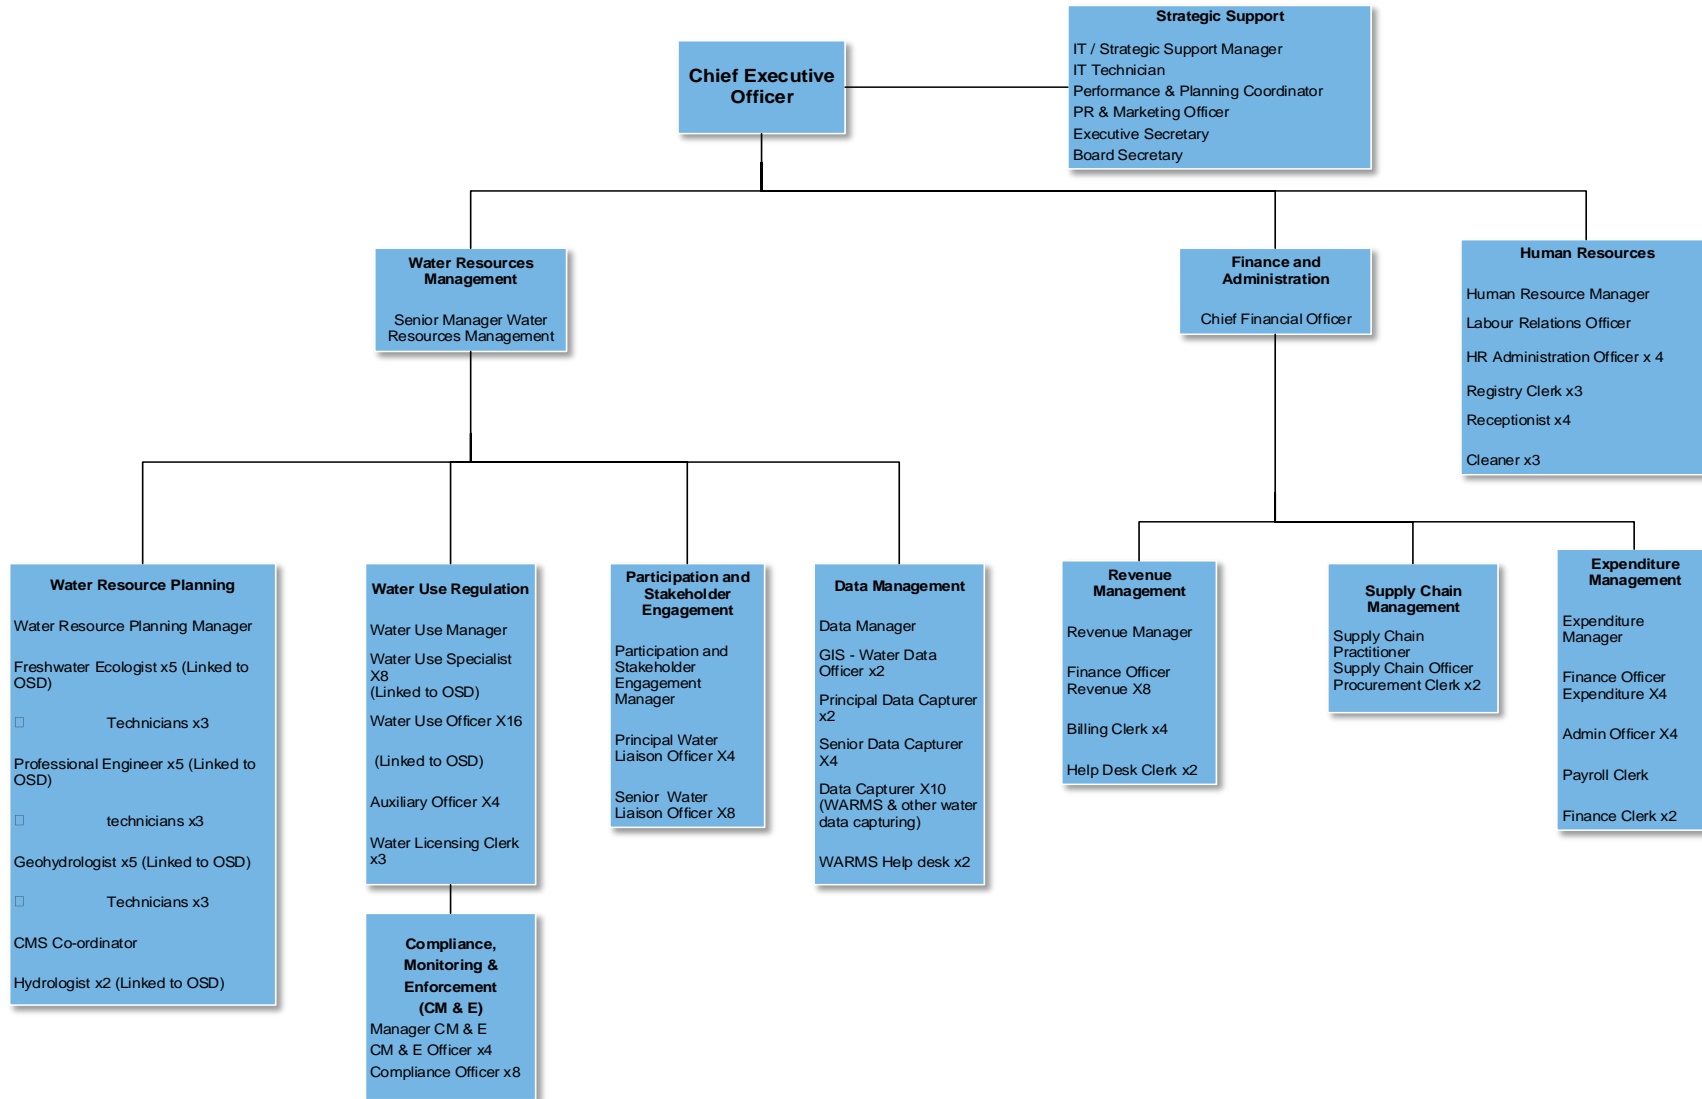 Strategic Support
IT / Strategic Support Manager
IT Technician
Performance & Planning Coordinator
PR & Marketing Officer
Executive Secretary
Board Secretary
Chief Executive
Officer
Water Resources
Management
Senior Manager Water
Resources Management
Finance and
Administration
Chief Financial Officer
Human Resources
Human Resource Manager
Labour Relations Officer
HR Administration Officer x 4
Registry Clerk x3
Receptionist x4
Cleaner x3
Water Resource Planning
Water Resource Planning Manager
Freshwater Ecologist x5 (Linked to
OSD)
Technicians x3
Professional Engineer x5 (Linked to
OSD)
technicians x3
Geohydrologist x5 (Linked to OSD)
Technicians x3
CMS Co-ordinator
Hydrologist x2 (Linked to OSD)
Water Use Regulation
Water Use Manager
Water Use Specialist
X8
(Linked to OSD)
Water Use Officer X16
(Linked to OSD)
Auxiliary Officer X4
Water Licensing Clerk
x3
Compliance,
Monitoring &
Enforcement
(CM & E)
Manager CM & E
CM & E Officer x4
Compliance Officer x8
Participation and
Stakeholder
Engagement
Participation and
Stakeholder
Engagement
Manager
Principal Water
Liaison Officer X4
Senior Water
Liaison Officer X8
Data Management
Data Manager
GIS - Water Data
Officer x2
Principal Data Capturer
x2
Senior Data Capturer
X4
Data Capturer X10
(WARMS & other water
data capturing)
WARMS Help desk x2
Revenue
Management
Revenue Manager
Finance Officer
Revenue X8
Billing Clerk x4
Help Desk Clerk x2
Supply Chain
Management
Supply Chain
Practitioner
Supply Chain Officer
Procurement Clerk x2
Expenditure
Management
Expenditure
Manager
Finance Officer
Expenditure X4
Admin Officer X4
Payroll Clerk
Finance Clerk x2